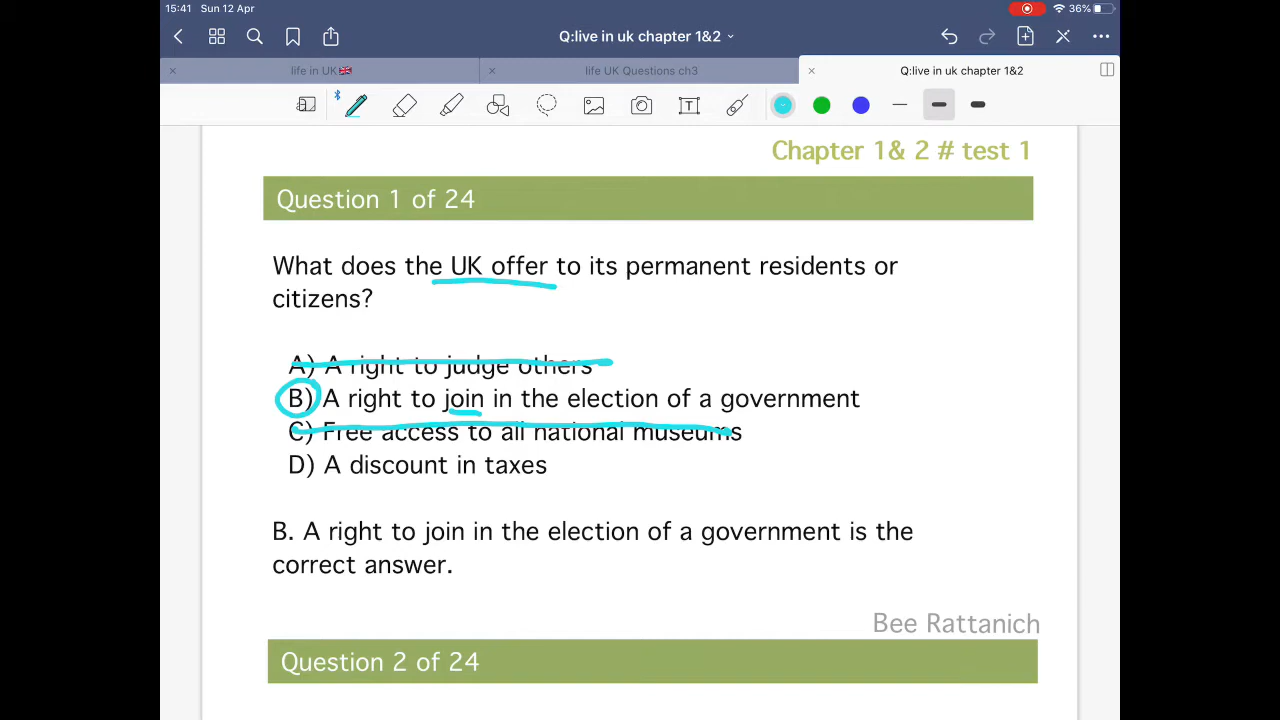 15:41 Sun 12 Apr 36%
Q:live in uk chapter 1&2
life in UK🇬🇧 life UK Questions ch3 Q:live in uk chapter 1&2
T
Chapter 1& 2 # test 1
Question 1 of 24
What does the UK offer to its permanent residents or
citizens?
A) A right to judge others
B) A right to join in the election of a government
C) Free access to all national museums
D) A discount in taxes
B. A right to join in the election of a government is the
correct answer.
Bee Rattanich
Question 2 of 24